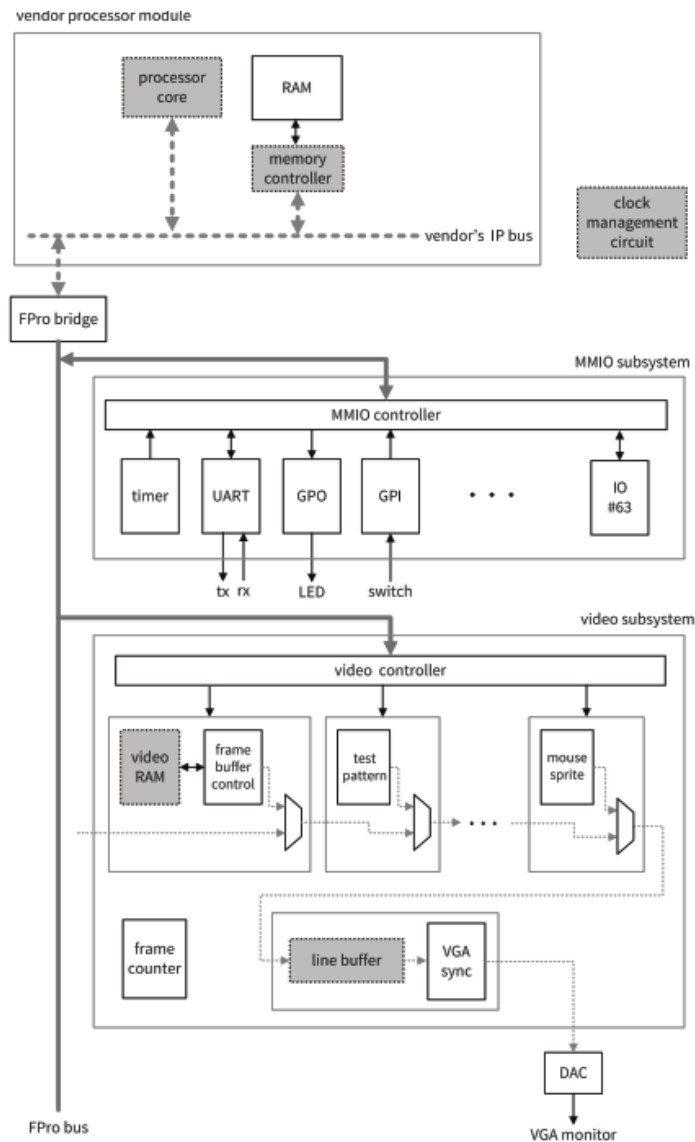 vendor processor module
processor
core
RAM
memory
controller
vendor's IP bus
clock
management
circuit
FPro bridge
MMIO subsystem
MMIO controller
timer
UART
GPO
GPI
. . .
IO
#63
tx rx
LED
switch
video subsystem
video controller
video
RAM
frame
buffer
control
test
pattern
. . .
mouse
sprite
frame
counter
line buffer
VGA
sync
DAC
FPro bus
VGA monitor